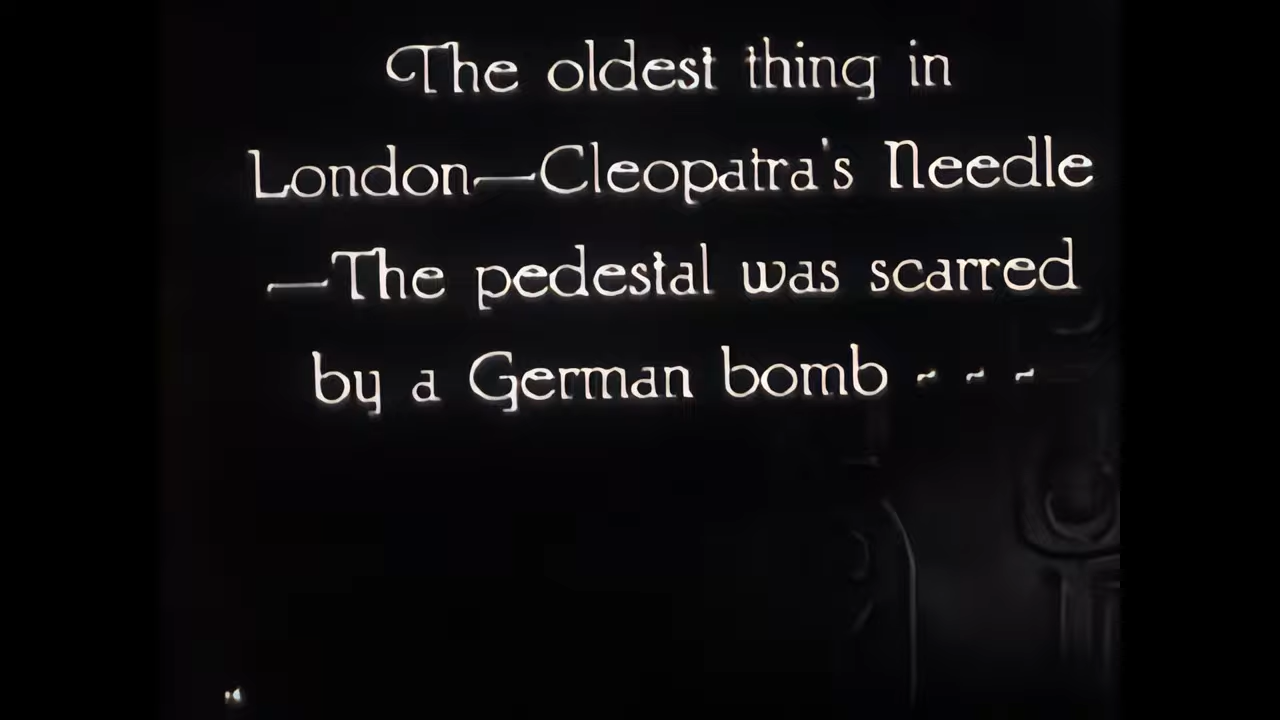 The oldest thing in
London—Cleopatra's Needle
—The pedestal was scarred
by a German bomb - - -